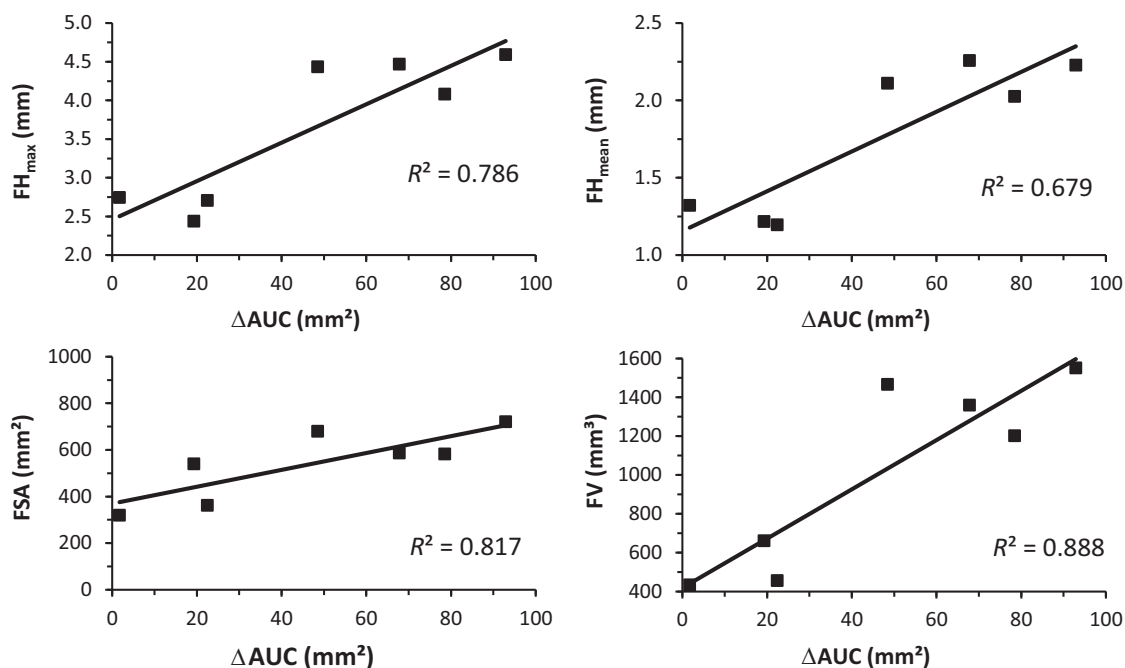 5.0
4.5
4.0
3.5
3.0
2.5
2.0
FHmax (mm)
R² = 0.786
0 20 40 60 80 100
ΔAUC (mm²)
2.5
2.0
1.5
1.0
FHmean (mm)
R² = 0.679
0 20 40 60 80 100
ΔAUC (mm²)
1000
800
600
400
200
0
FSA (mm²)
R² = 0.817
0 20 40 60 80 100
ΔAUC (mm²)
1600
1400
1200
1000
800
600
400
FV (mm³)
R² = 0.888
0 20 40 60 80 100
ΔAUC (mm²)